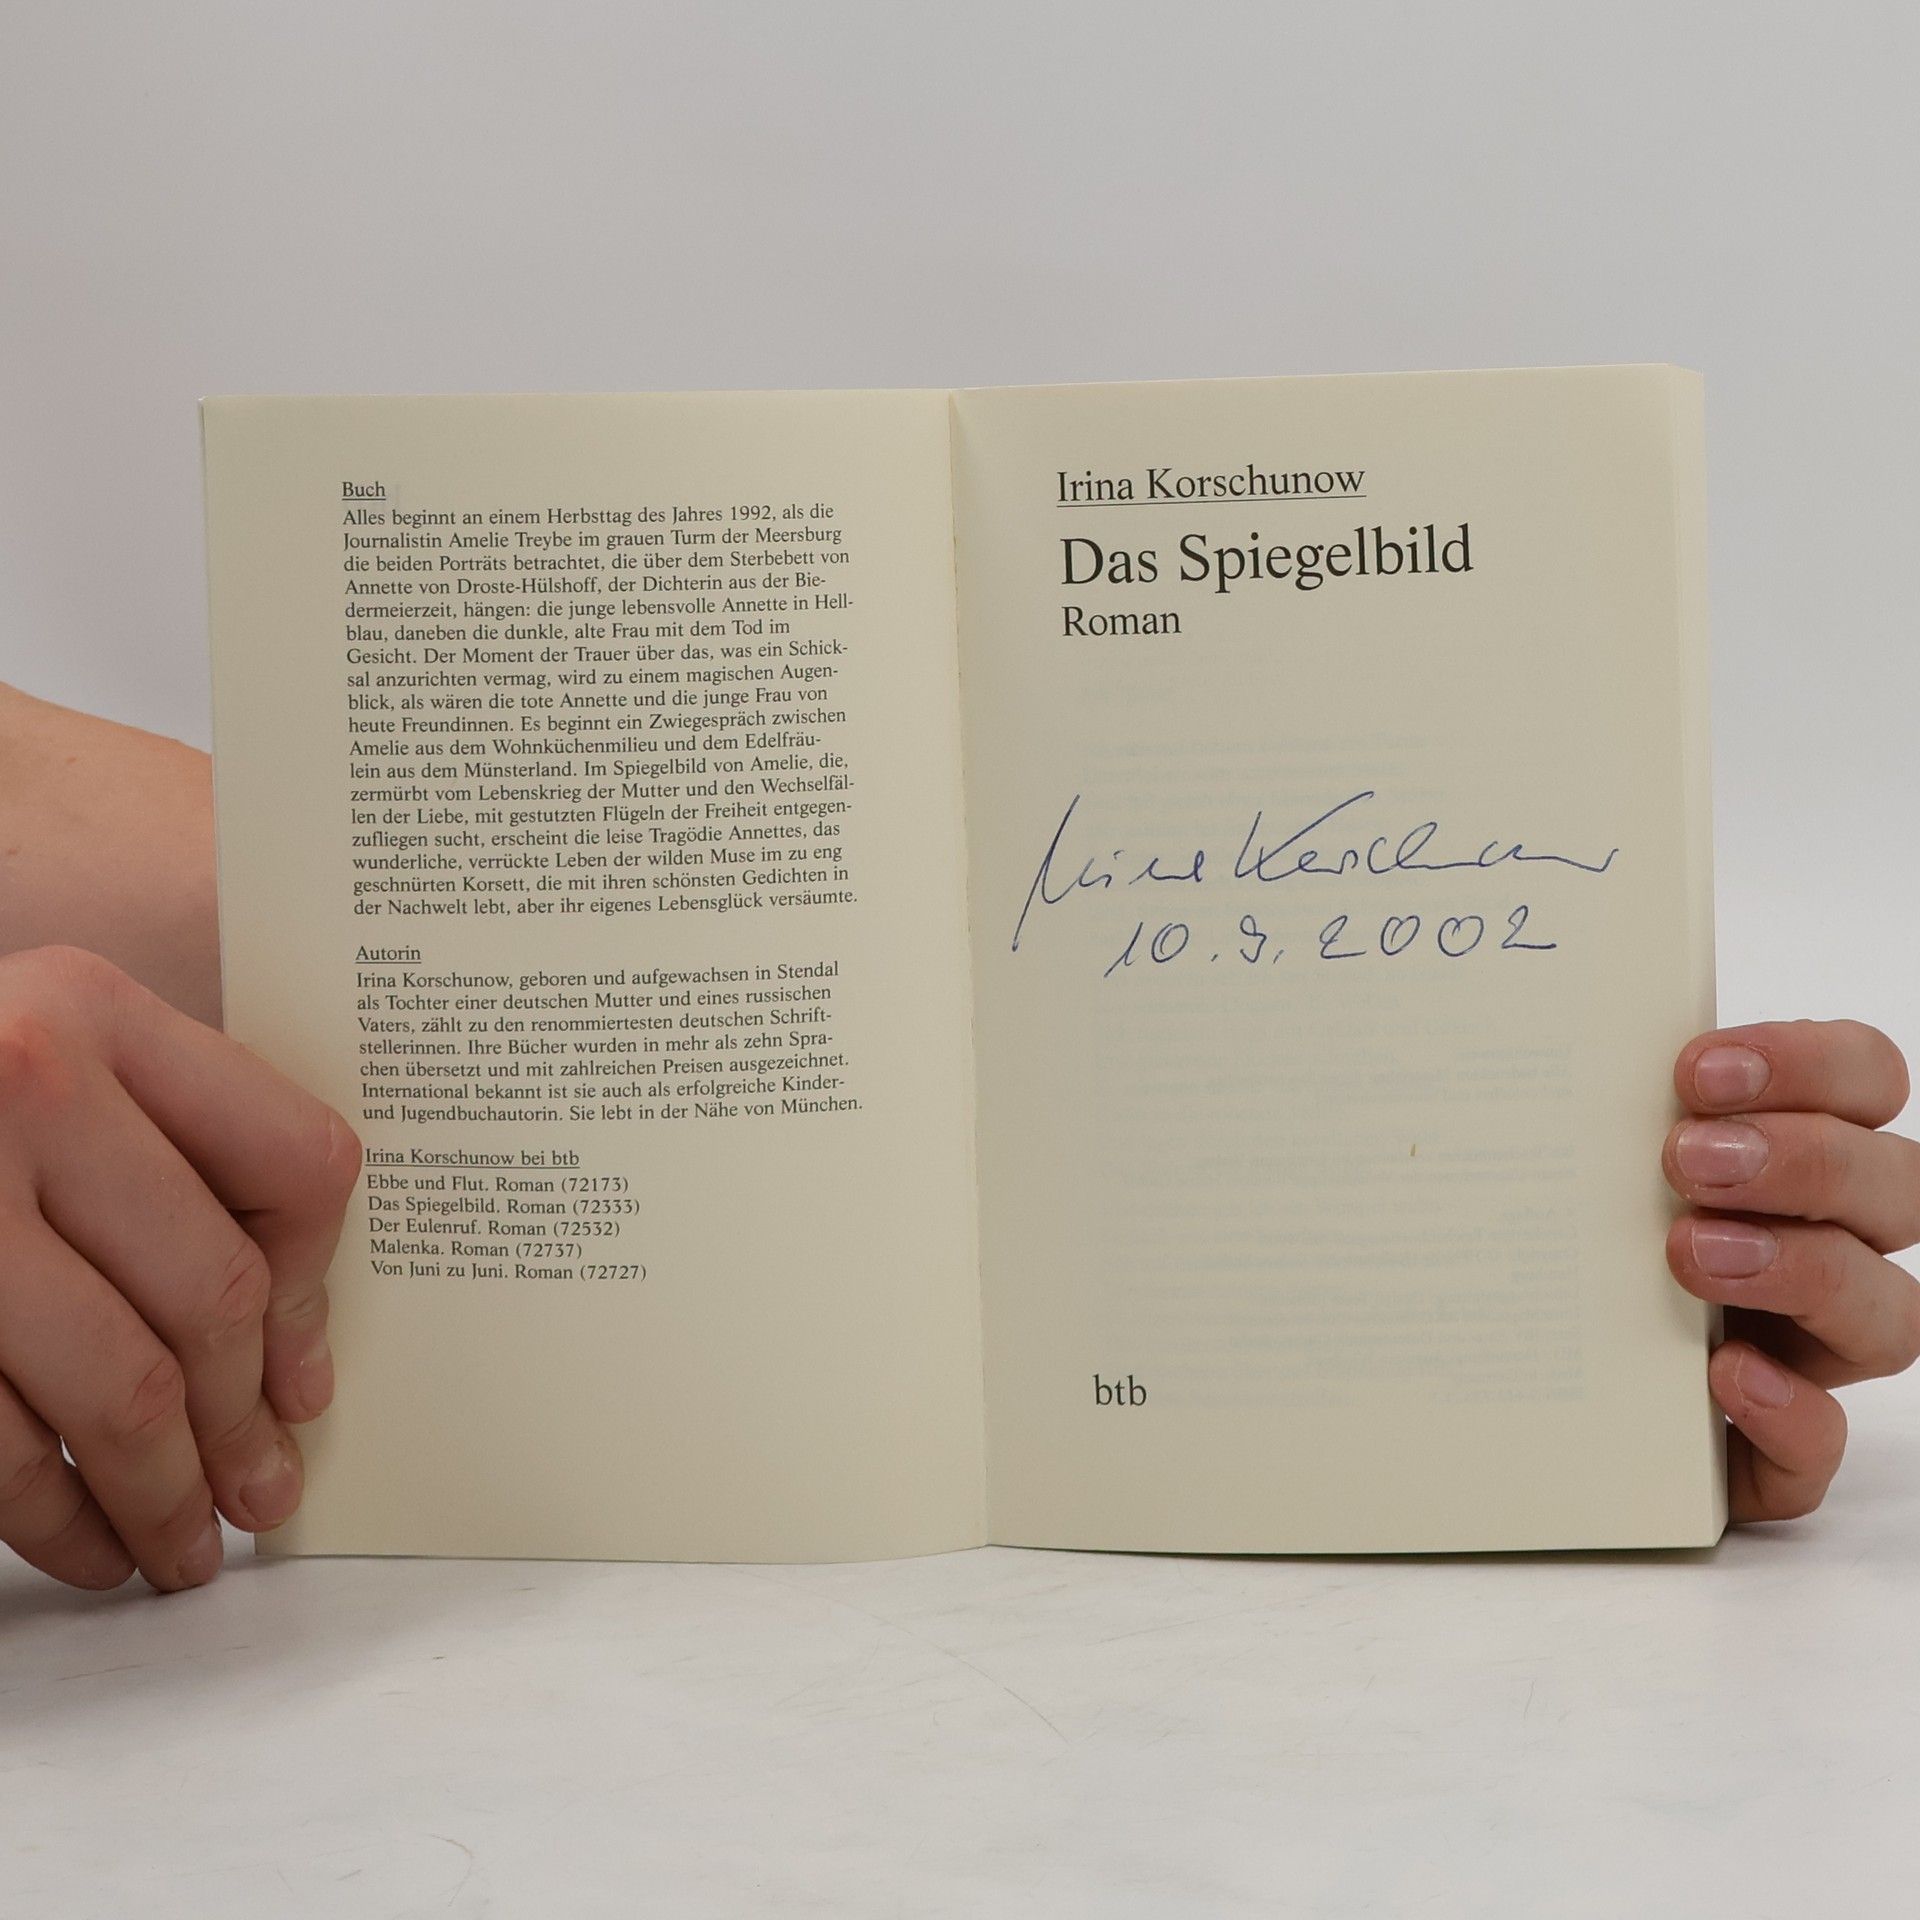 Buch
Alles beginnt an einem Herbsttag des Jahres 1992, als die
Journalistin Amelie Treybe im grauen Turm der Meersburg
die beiden Porträts betrachtet, die über dem Sterbebett von
Annette von Droste-Hülshoff, der Dichterin aus der Bie-
dermeierzeit, hängen: die junge lebensvolle Annette in Hell-
blau, daneben die dunkle, alte Frau mit dem Tod im
Gesicht. Der Moment der Trauer über das, was ein Schick-
sal anzurichten vermag, wird zu einem magischen Augen-
blick, als wären die tote Annette und die junge Frau von
heute Freundinnen. Es beginnt ein Zwiegespräch zwischen
Amelie aus dem Wohnküchenmilieu und dem Edelfräu-
lein aus dem Münsterland. Im Spiegelbild von Amelie, die,
zermürbt vom Lebenskrieg der Mutter und den Wechselfäl-
len der Liebe, mit gestutzten Flügeln der Freiheit entgegen-
zufliegen sucht, erscheint die leise Tragödie Annettes, das
wunderliche, verrückte Leben der wilden Muse im zu eng
geschnürten Korsett, die mit ihren schönsten Gedichten in
der Nachwelt lebt, aber ihr eigenes Lebensglück versäumte.
Autorin
Irina Korschunow, geboren und aufgewachsen in Stendal
als Tochter einer deutschen Mutter und eines russischen
Vaters, zählt zu den renommiertesten deutschen Schrift-
stellerinnen. Ihre Bücher wurden in mehr als zehn Spra-
chen übersetzt und mit zahlreichen Preisen ausgezeichnet.
International bekannt ist sie auch als erfolgreiche Kinder-
und Jugendbuchautorin. Sie lebt in der Nähe von München.
Irina Korschunow bei btb
Ebbe und Flut. Roman (72173)
Das Spiegelbild. Roman (72333)
Der Eulenruf. Roman (72532)
Malenka. Roman (72737)
Von Juni zu Juni. Roman (72727)
Irina Korschunow
Das Spiegelbild
Roman
Irina Korschunow
10.9.2002
btb